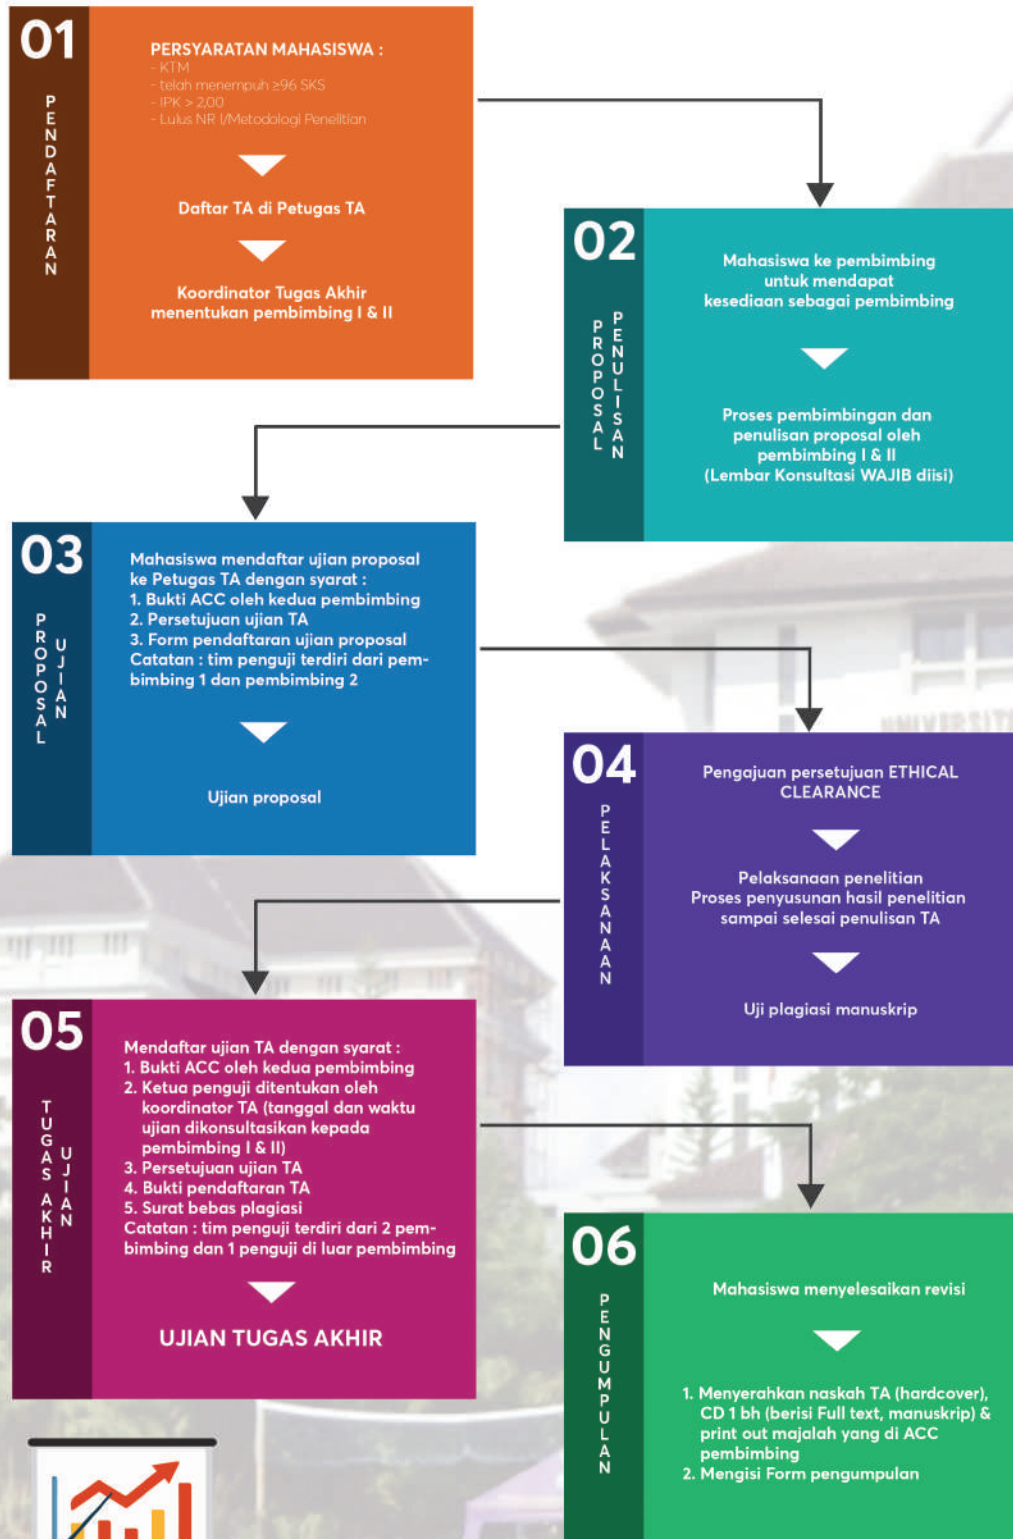 01
PENDAFTARAN
PERSYARATAN MAHASISWA :
- KTM
- telah menempuh ≥96 SKS
- IPK > 2,00
- Lulus NR I/Metodologi Penelitian
Daftar TA di Petugas TA
Koordinator Tugas Akhir
menentukan pembimbing I & II
02
PENULISAN
PROPOSAL
Mahasiswa ke pembimbing
untuk mendapat
kesediaan sebagai pembimbing
Proses pembimbingan dan
penulisan proposal oleh
pembimbing I & II
(Lembar Konsultasi WAJIB diisi)
03
UJIAN
PROPOSAL
Mahasiswa mendaftar ujian proposal
ke Petugas TA dengan syarat :
1. Bukti ACC oleh kedua pembimbing
2. Persetujuan ujian TA
3. Form pendaftaran ujian proposal
Catatan : tim penguji terdiri dari pem-
bimbing 1 dan pembimbing 2
Ujian proposal
UNIVERSIT
04
PELAKSANAAN
Pengajuan persetujuan ETHICAL
CLEARANCE
Pelaksanaan penelitian
Proses penyusunan hasil penelitian
sampai selesai penulisan TA
Uji plagiasi manuskrip
05
UJIAN
TUGAS AKHIR
Mendaftar ujian TA dengan syarat :
1. Bukti ACC oleh kedua pembimbing
2. Ketua penguji ditentukan oleh
koordinator TA (tanggal dan waktu
ujian dikonsultasikan kepada
pembimbing I & II)
3. Persetujuan ujian TA
4. Bukti pendaftaran TA
5. Surat bebas plagiasi
Catatan : tim penguji terdiri dari 2 pem-
bimbing dan 1 penguji di luar pembimbing
UJIAN TUGAS AKHIR
06
PENGUMPULAN
Mahasiswa menyelesaikan revisi
1. Menyerahkan naskah TA (hardcover),
CD 1 bh (berisi Full text, manuskrip) &
print out majalah yang di ACC
pembimbing
2. Mengisi Form pengumpulan